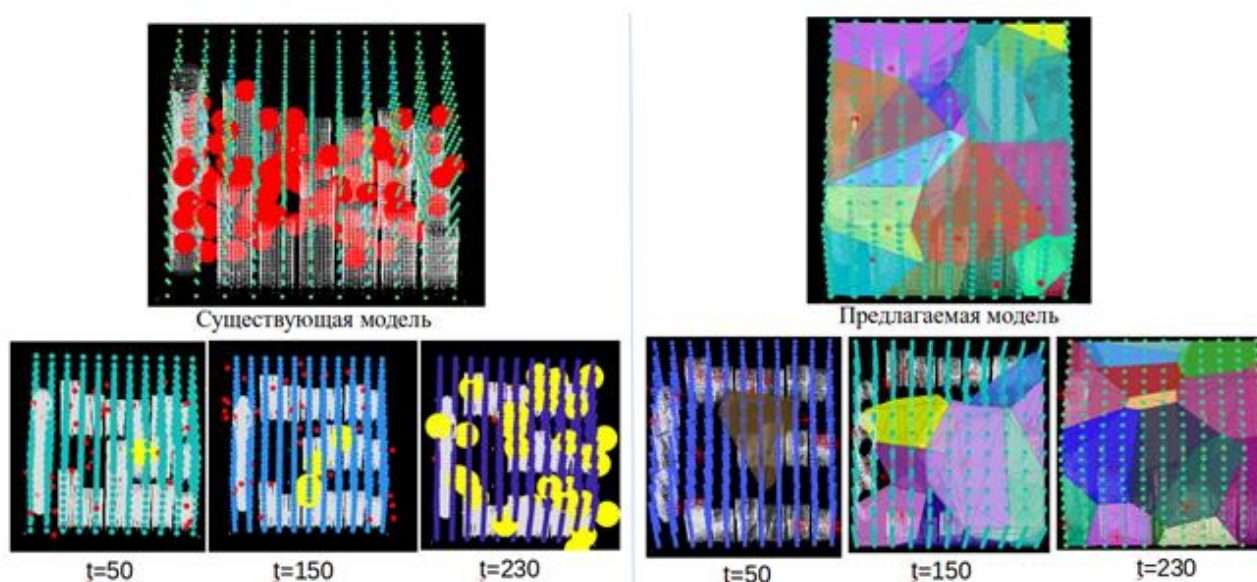 Существующая модель
Предлагаемая модель
t=50
t=150
t=230
t=50
t=150
t=230